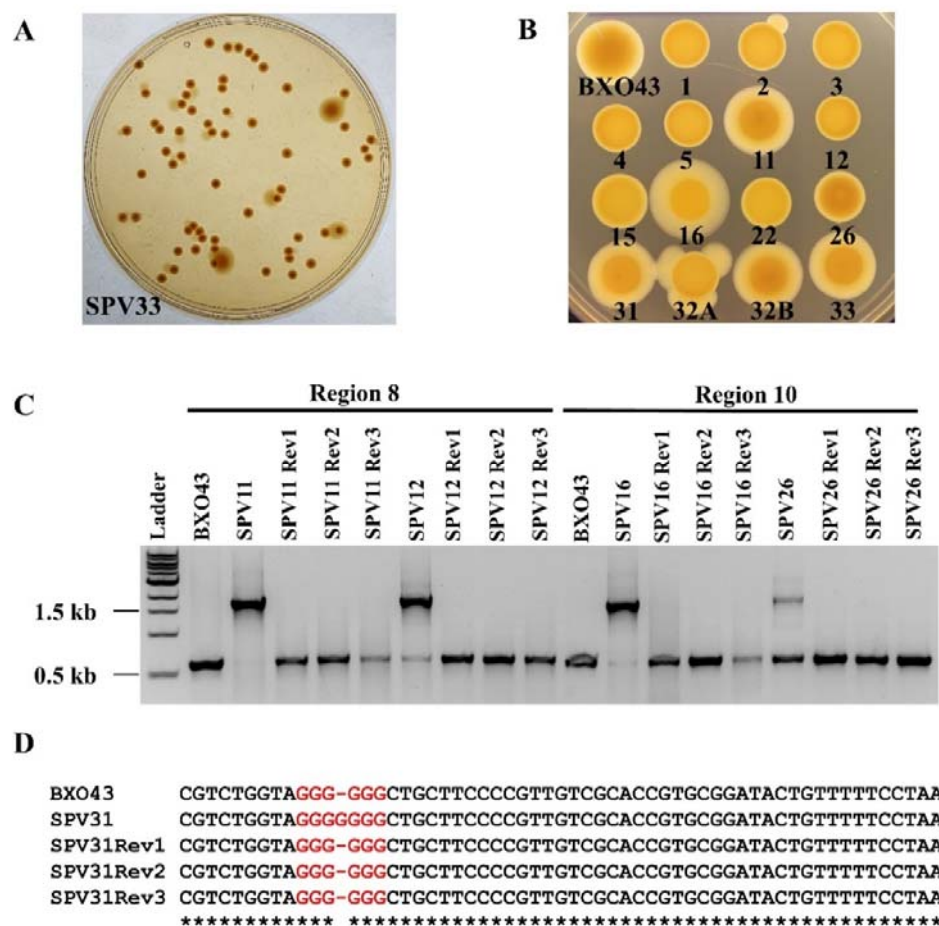 A
B
SPV33
BXO43 1 2 3
4 5 11 12
15 16 22 26
31 32A 32B 33
C
Region 8 Region 10
Ladder BXO43 SPV11 SPV11 Rev1 SPV11 Rev2 SPV11 Rev3 SPV12 SPV12 Rev1 SPV12 Rev2 SPV12 Rev3 BXO43 SPV16 SPV16 Rev1 SPV16 Rev2 SPV16 Rev3 SPV26 SPV26 Rev1 SPV26 Rev2 SPV26 Rev3
1.5 kb
0.5 kb
D
BXO43 CGTCTGGTAGGG-GGGCTGCTTCCCCGTTGTCGCACCGTGCGGATACTGTTTTTCCTAA
SPV31 CGTCTGGTAGGGGGGGCTGCTTCCCCGTTGTCGCACCGTGCGGATACTGTTTTTCCTAA
SPV31Rev1 CGTCTGGTAGGG-GGGCTGCTTCCCCGTTGTCGCACCGTGCGGATACTGTTTTTCCTAA
SPV31Rev2 CGTCTGGTAGGG-GGGCTGCTTCCCCGTTGTCGCACCGTGCGGATACTGTTTTTCCTAA
SPV31Rev3 CGTCTGGTAGGG-GGGCTGCTTCCCCGTTGTCGCACCGTGCGGATACTGTTTTTCCTAA
************ **********************************************